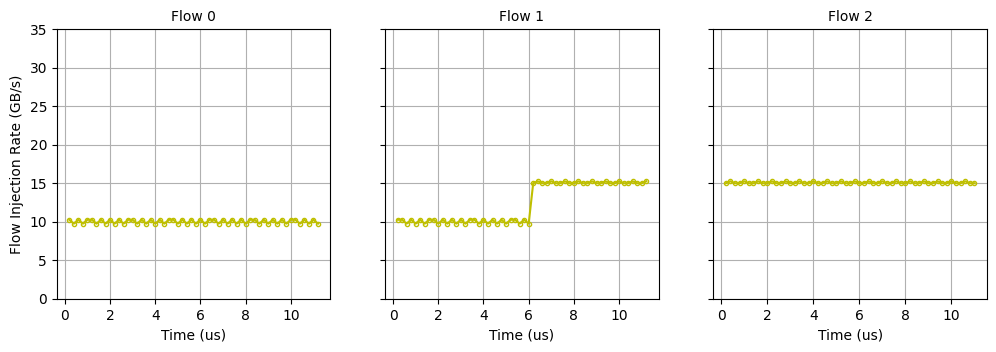 Flow 0
Flow 1
Flow 2
Flow Injection Rate (GB/s)
35
30
25
20
15
10
5
0
0 2 4 6 8 10
0 2 4 6 8 10
0 2 4 6 8 10
Time (us)
Time (us)
Time (us)